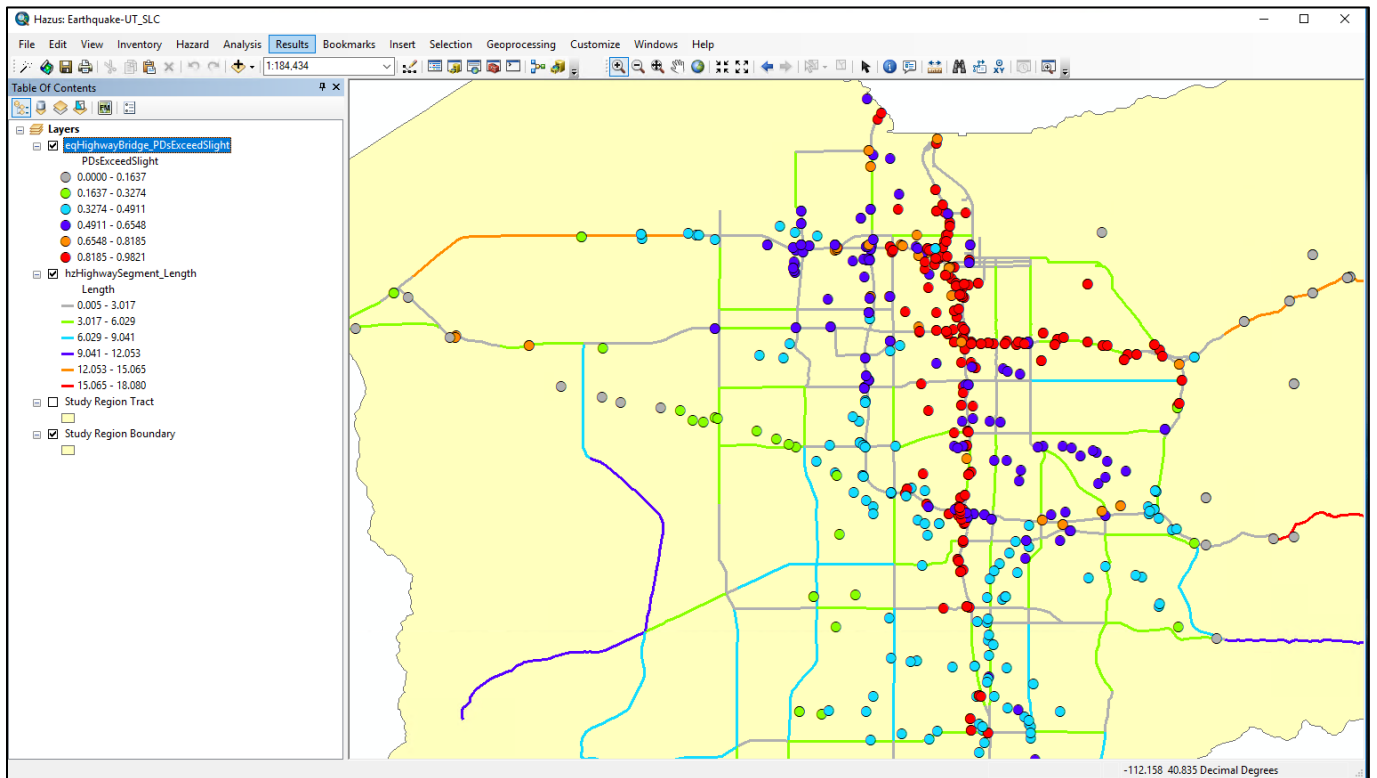 Hazus: Earthquake-UT_SLC
File Edit View Inventory Hazard Analysis Results Bookmarks Insert Selection Geoprocessing Customize Windows Help
1:184,434
Table Of Contents
Layers
eqHighwayBridge_PDsExceedSlight
PDsExceedSlight
0.0000 - 0.1637
0.1637 - 0.3274
0.3274 - 0.4911
0.4911 - 0.6548
0.6548 - 0.8185
0.8185 - 0.9821
hzHighwaySegment_Length
Length
0.005 - 3.017
3.017 - 6.029
6.029 - 9.041
9.041 - 12.053
12.053 - 15.065
15.065 - 18.080
Study Region Tract
Study Region Boundary
-112.158 40.835 Decimal Degrees